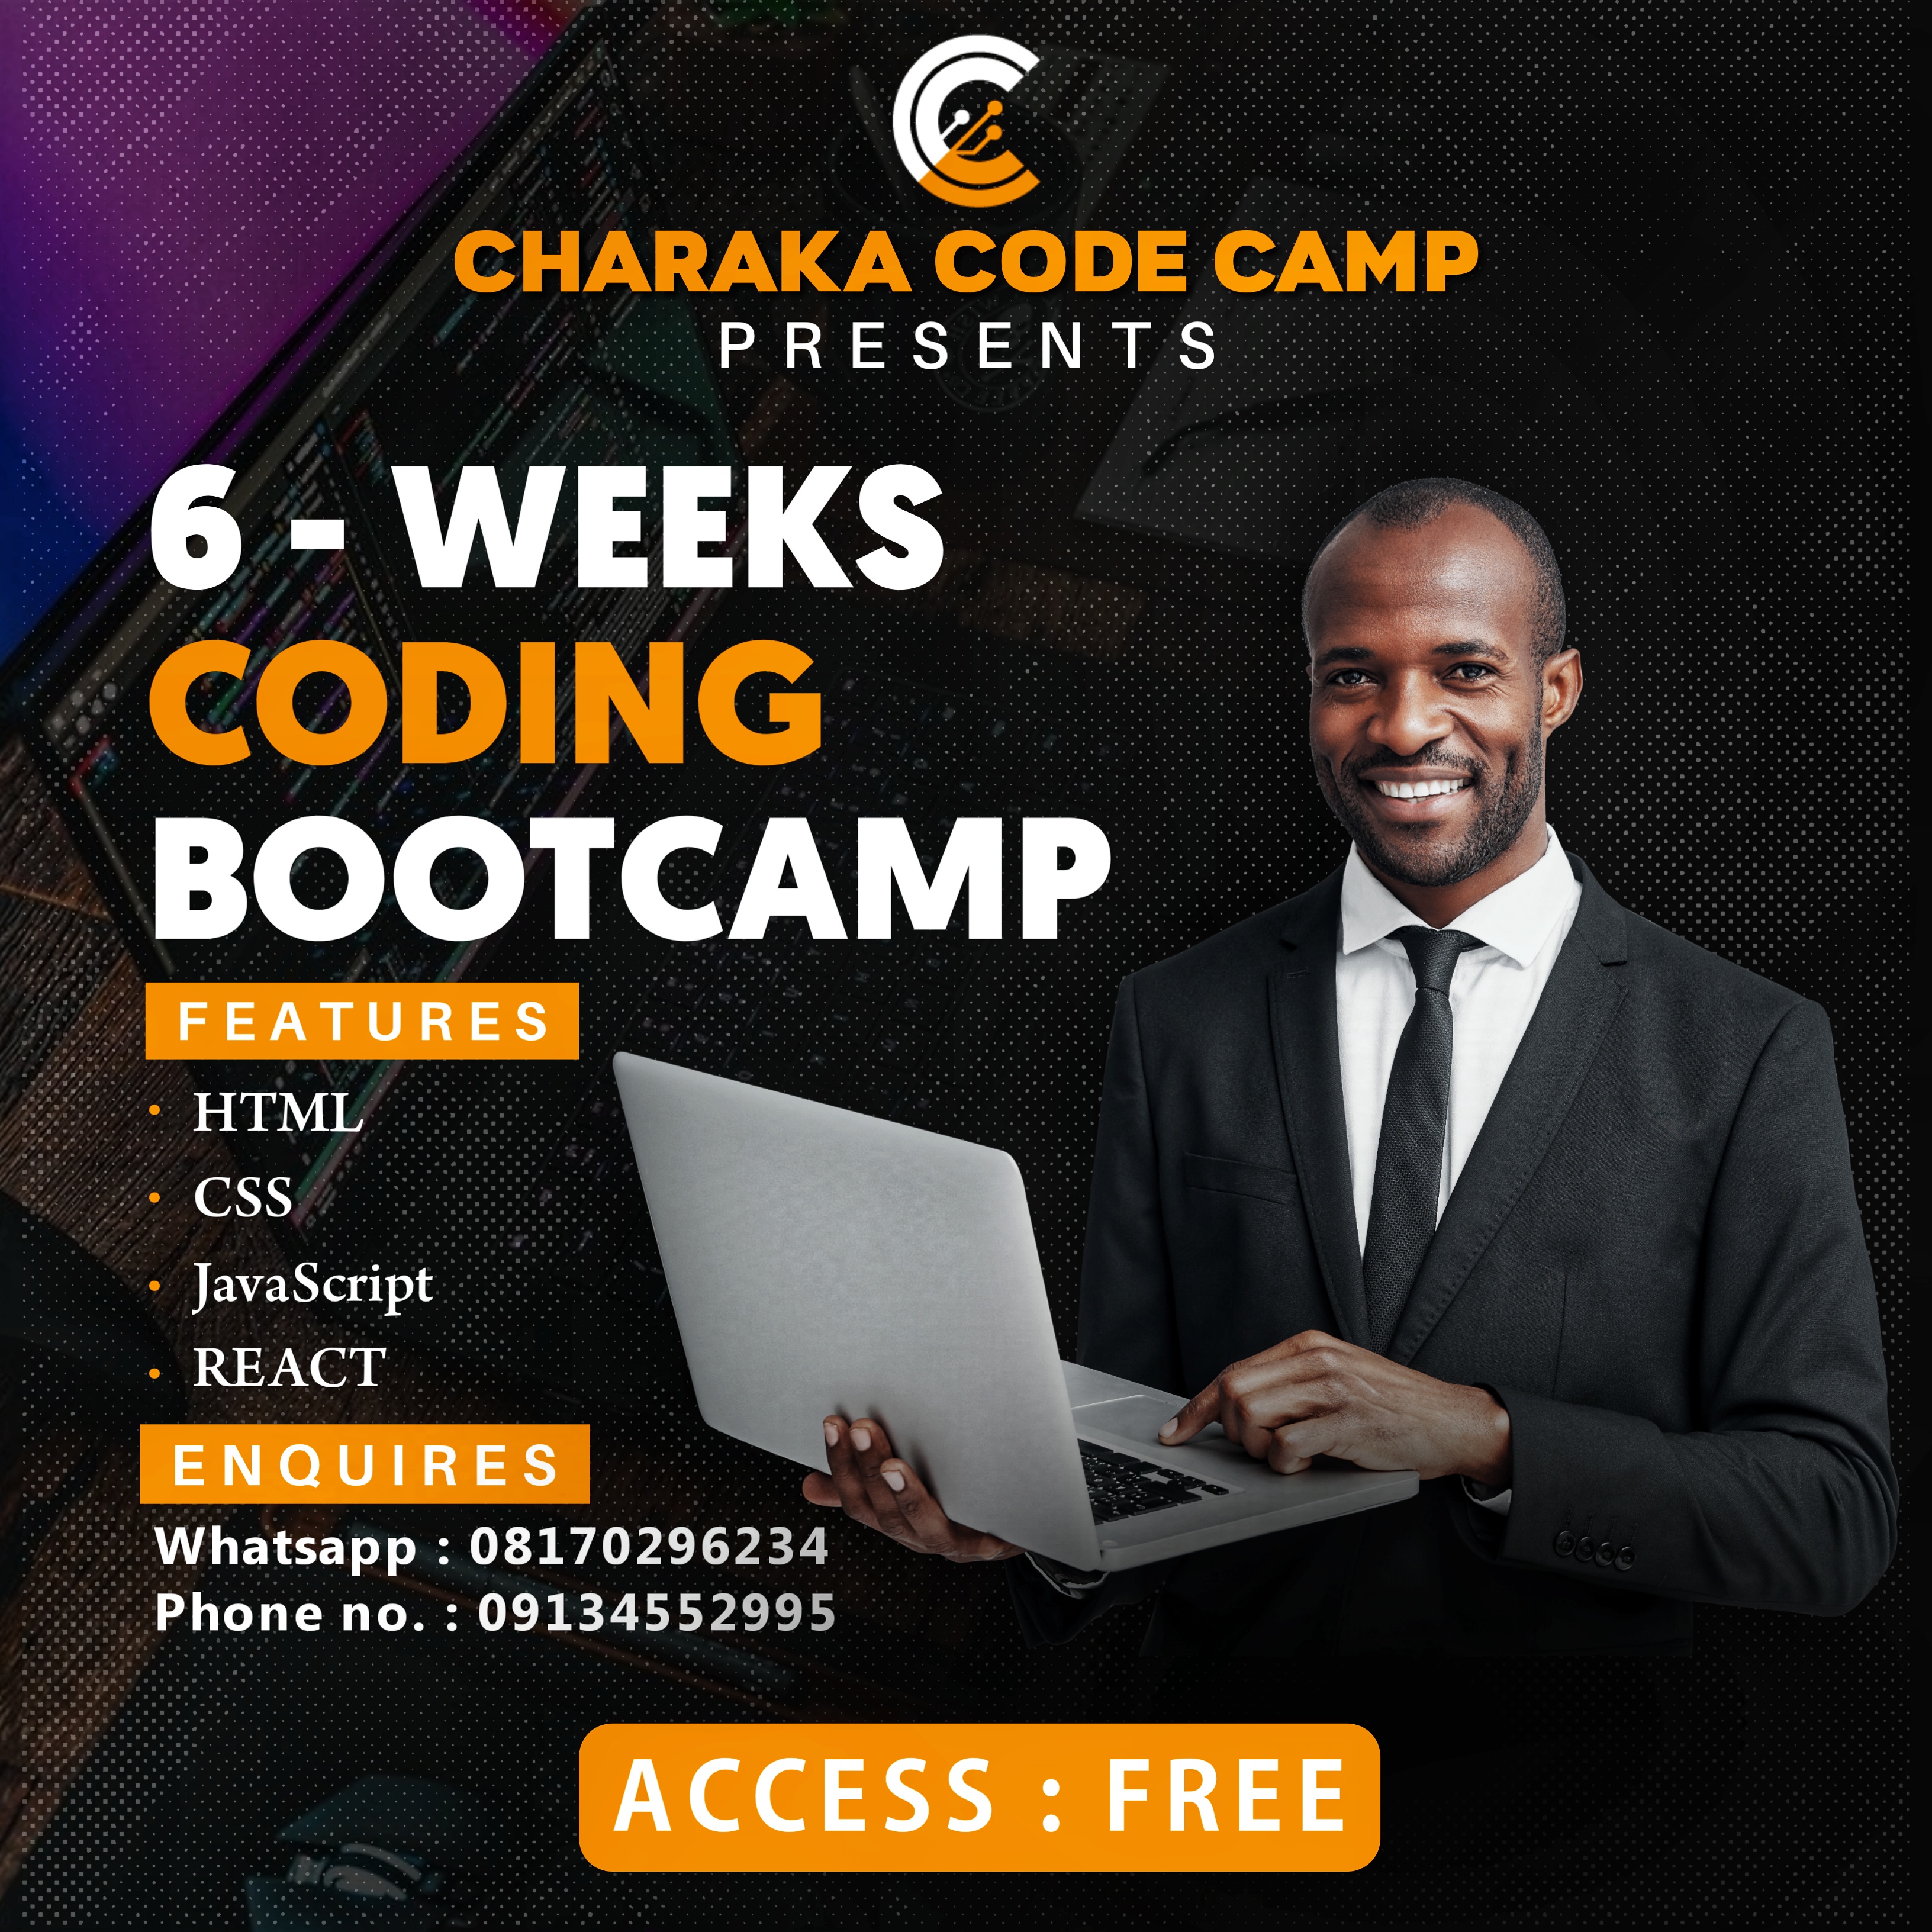 CHARAKA CODE CAMP
PRESENTS
6 - WEEKS
CODING
BOOTCAMP
FEATURES
• HTML
• CSS
• JavaScript
• REACT
ENQUIRES
Whatsapp : 08170296234
Phone no. : 09134552995
ACCESS : FREE